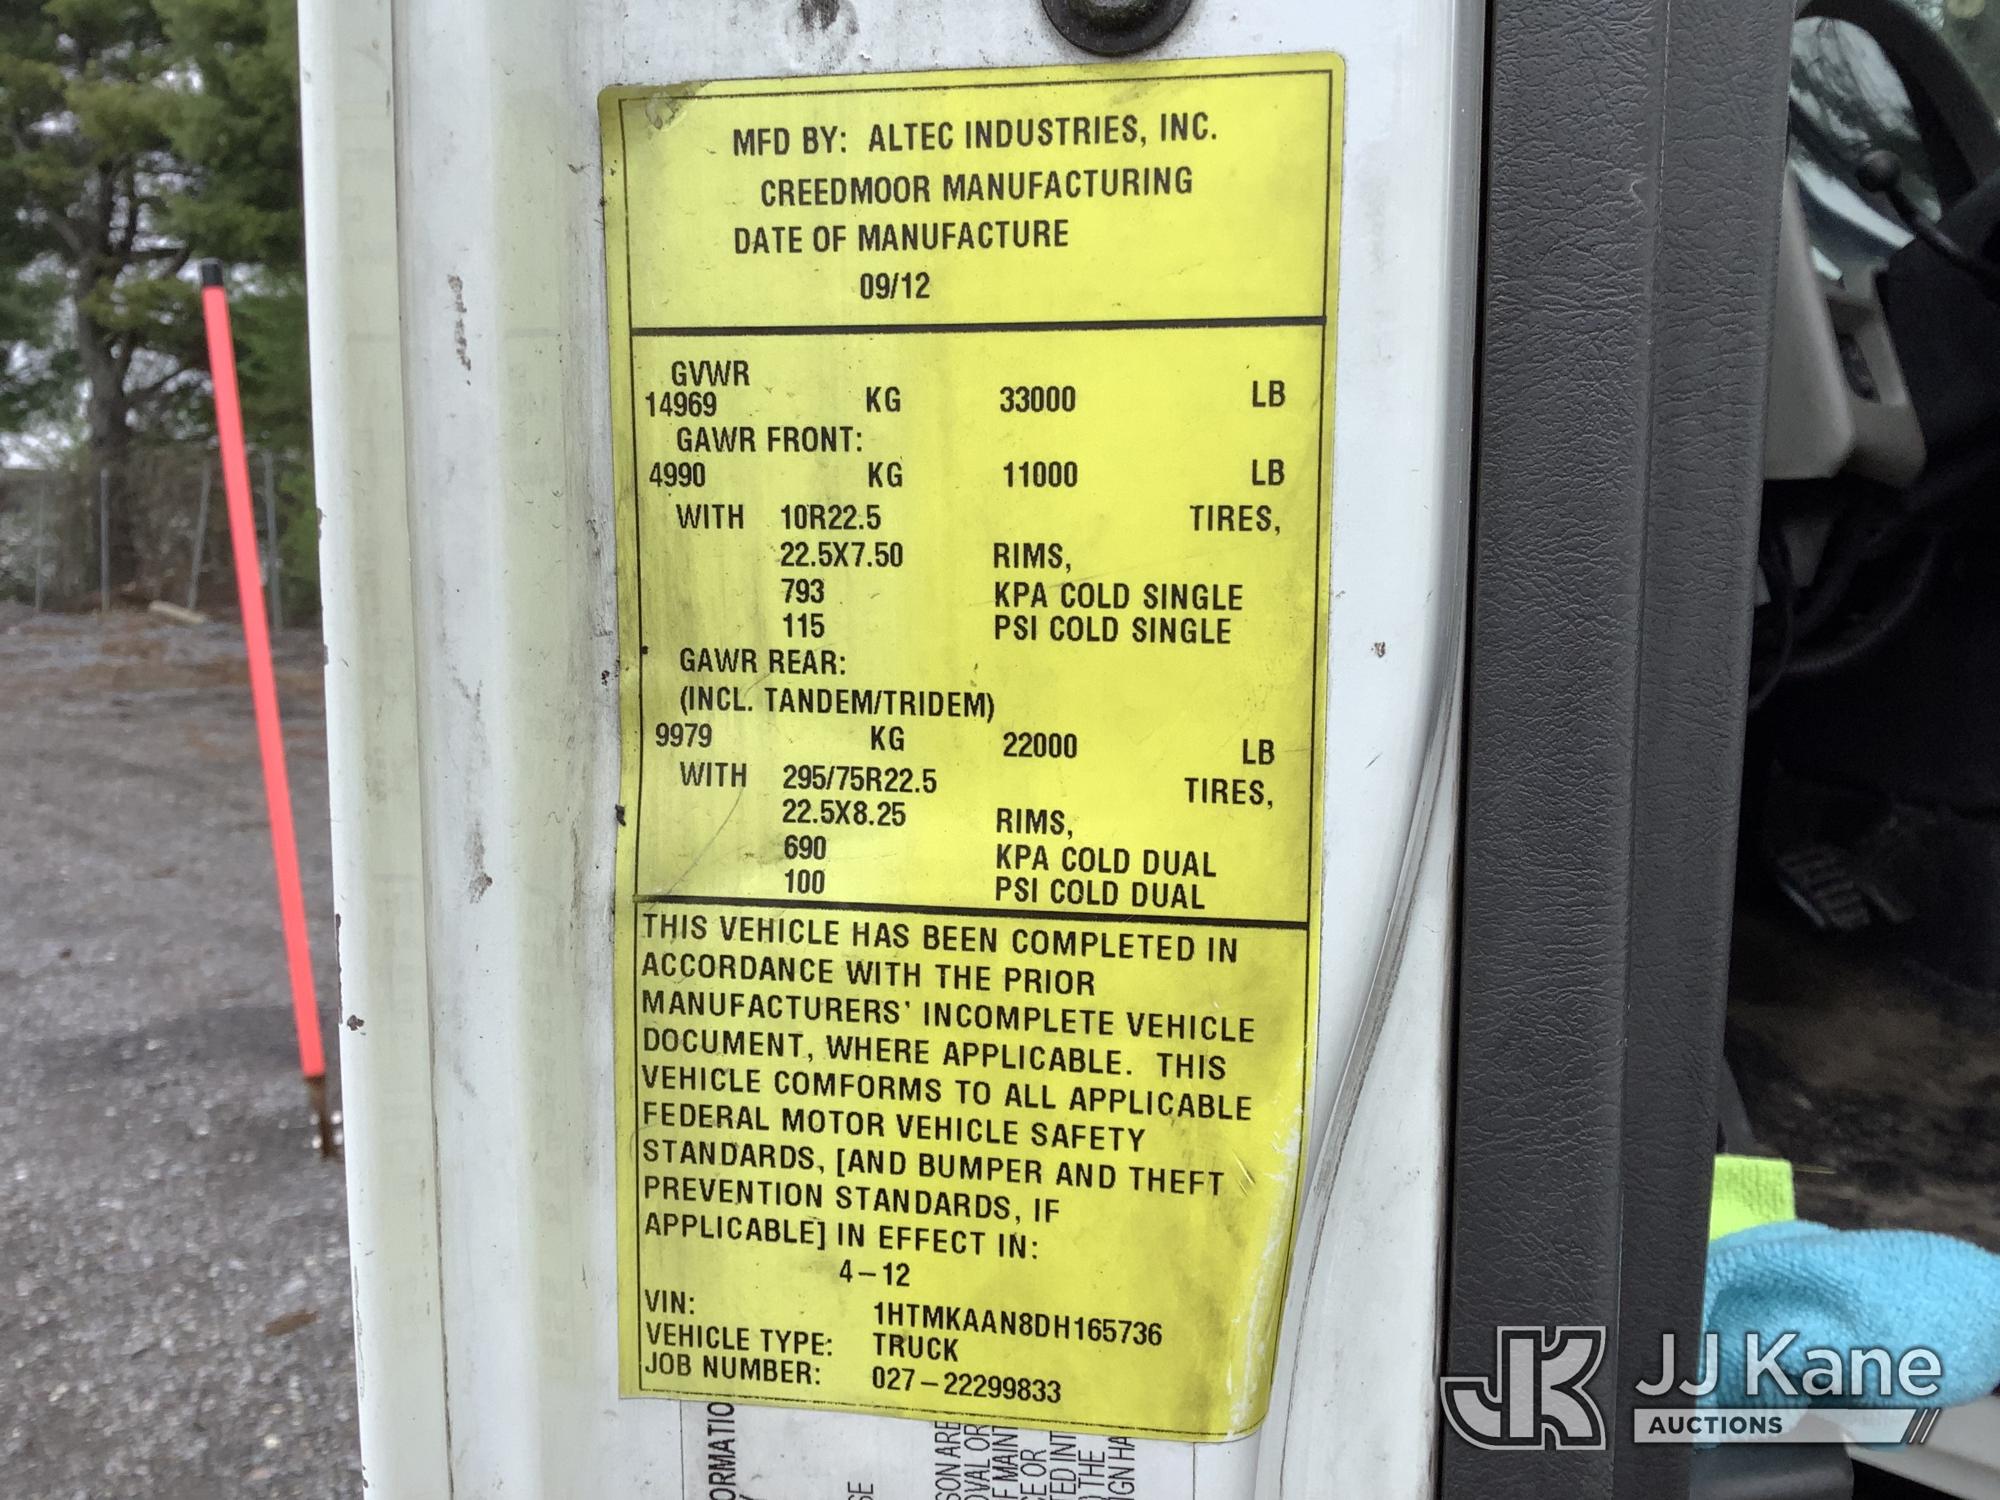 MFD BY: ALTEC INDUSTRIES, INC.
CREEDMOOR MANUFACTURING
DATE OF MANUFACTURE
09/12
GVWR
14969 KG 33000 LB
GAWR FRONT:
4990 KG 11000 LB
WITH 10R22.5 TIRES,
22.5X7.50 RIMS,
793 KPA COLD SINGLE
115 PSI COLD SINGLE
GAWR REAR:
(INCL. TANDEM/TRIDEM)
9979 KG 22000 LB
WITH 295/75R22.5 TIRES,
22.5X8.25 RIMS,
690 KPA COLD DUAL
100 PSI COLD DUAL
THIS VEHICLE HAS BEEN COMPLETED IN
ACCORDANCE WITH THE PRIOR
MANUFACTURERS' INCOMPLETE VEHICLE
DOCUMENT, WHERE APPLICABLE. THIS
VEHICLE COMFORMS TO ALL APPLICABLE
FEDERAL MOTOR VEHICLE SAFETY
STANDARDS, [AND BUMPER AND THEFT
PREVENTION STANDARDS, IF
APPLICABLE] IN EFFECT IN:
4-12
VIN: 1HTMKAAN8DH165736
VEHICLE TYPE: TRUCK
JOB NUMBER: 027-22299833
JK JJ Kane
AUCTIONS